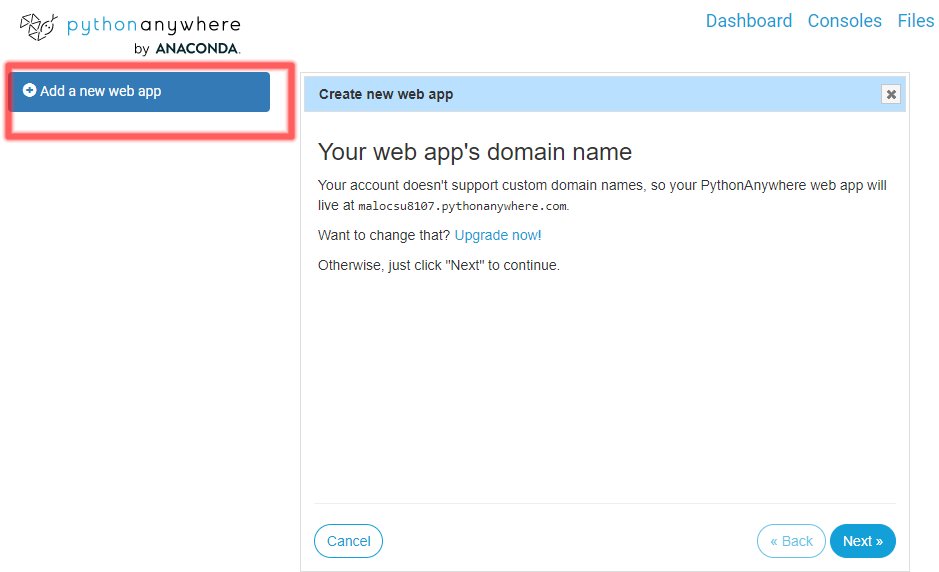 pythonanywhere
by ANACONDA.
Dashboard Consoles Files
Add a new web app
Create new web app
Your web app's domain name
Your account doesn't support custom domain names, so your PythonAnywhere web app will
live at malocsu8107.pythonanywhere.com.
Want to change that? Upgrade now!
Otherwise, just click "Next" to continue.
Cancel
« Back
Next »